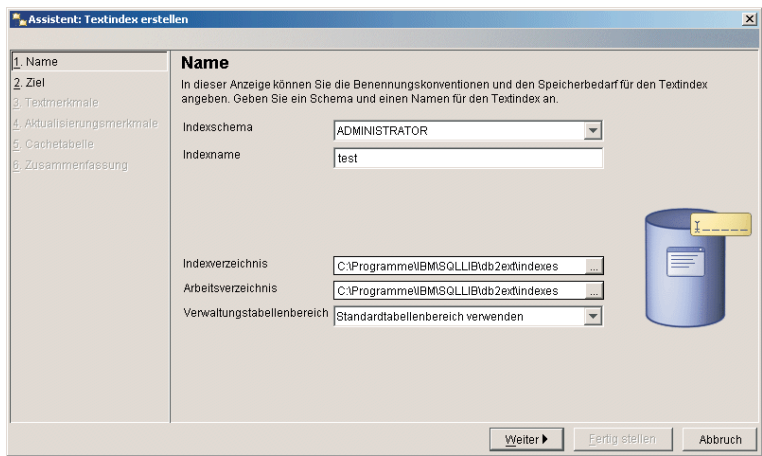 Assistent: Textindex erstellen
1. Name
2. Ziel
3. Textmerkmale
4. Aktualisierungsmerkmale
5. Cachetabelle
6. Zusammenfassung
Name
In dieser Anzeige können Sie die Benennungskonventionen und den Speicherbedarf für den Textindex
angeben. Geben Sie ein Schema und einen Namen für den Textindex an.
Indexschema ADMINISTRATOR
Indexname test
Indexverzeichnis C:\Programme\IBM\SQLLIB\db2ext\indexes ...
Arbeitsverzeichnis C:\Programme\IBM\SQLLIB\db2ext\indexes ...
Verwaltungstabellenbereich Standardtabellenbereich verwenden
Weiter Fertig stellen Abbruch